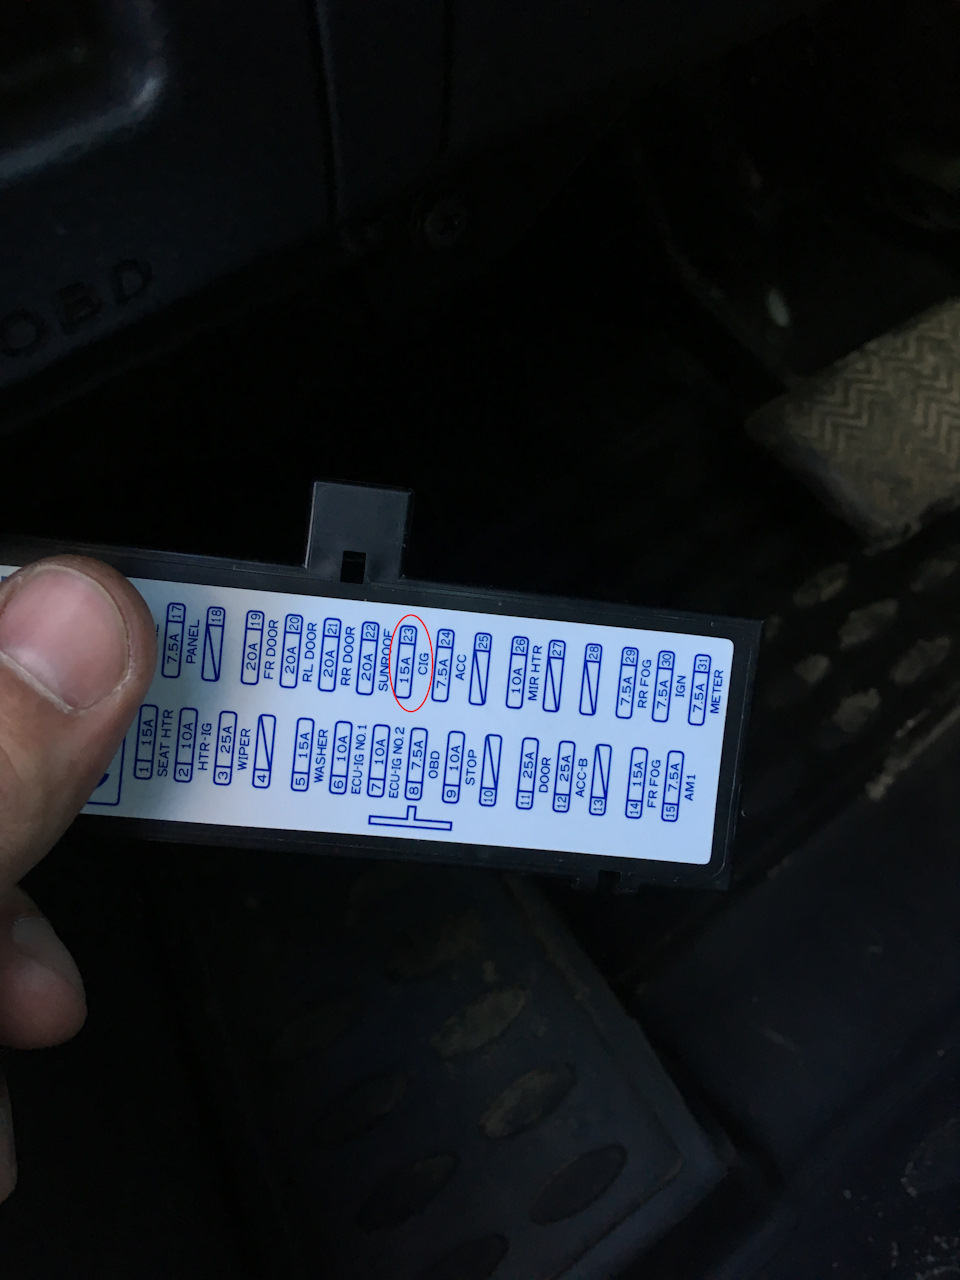 OBD
17 7.5A PANEL
18
19 20A FR DOOR
20 20A RL DOOR
21 20A RR DOOR
22 20A SUNROOF
23 15A CIG
24 7.5A ACC
25
26 10A MIR HTR
27
28
29 7.5A RR FOG
30 7.5A IGN
31 7.5A METER
1 15A SEAT HTR
2 10A HTR-IG
3 25A WIPER
4
5 15A WASHER
6 10A ECU-IG NO.1
7 10A ECU-IG NO.2
8 7.5A OBD
9 10A STOP
10
11 25A DOOR
12 25A ACC-B
13
14 15A FR FOG
15 7.5A AM1